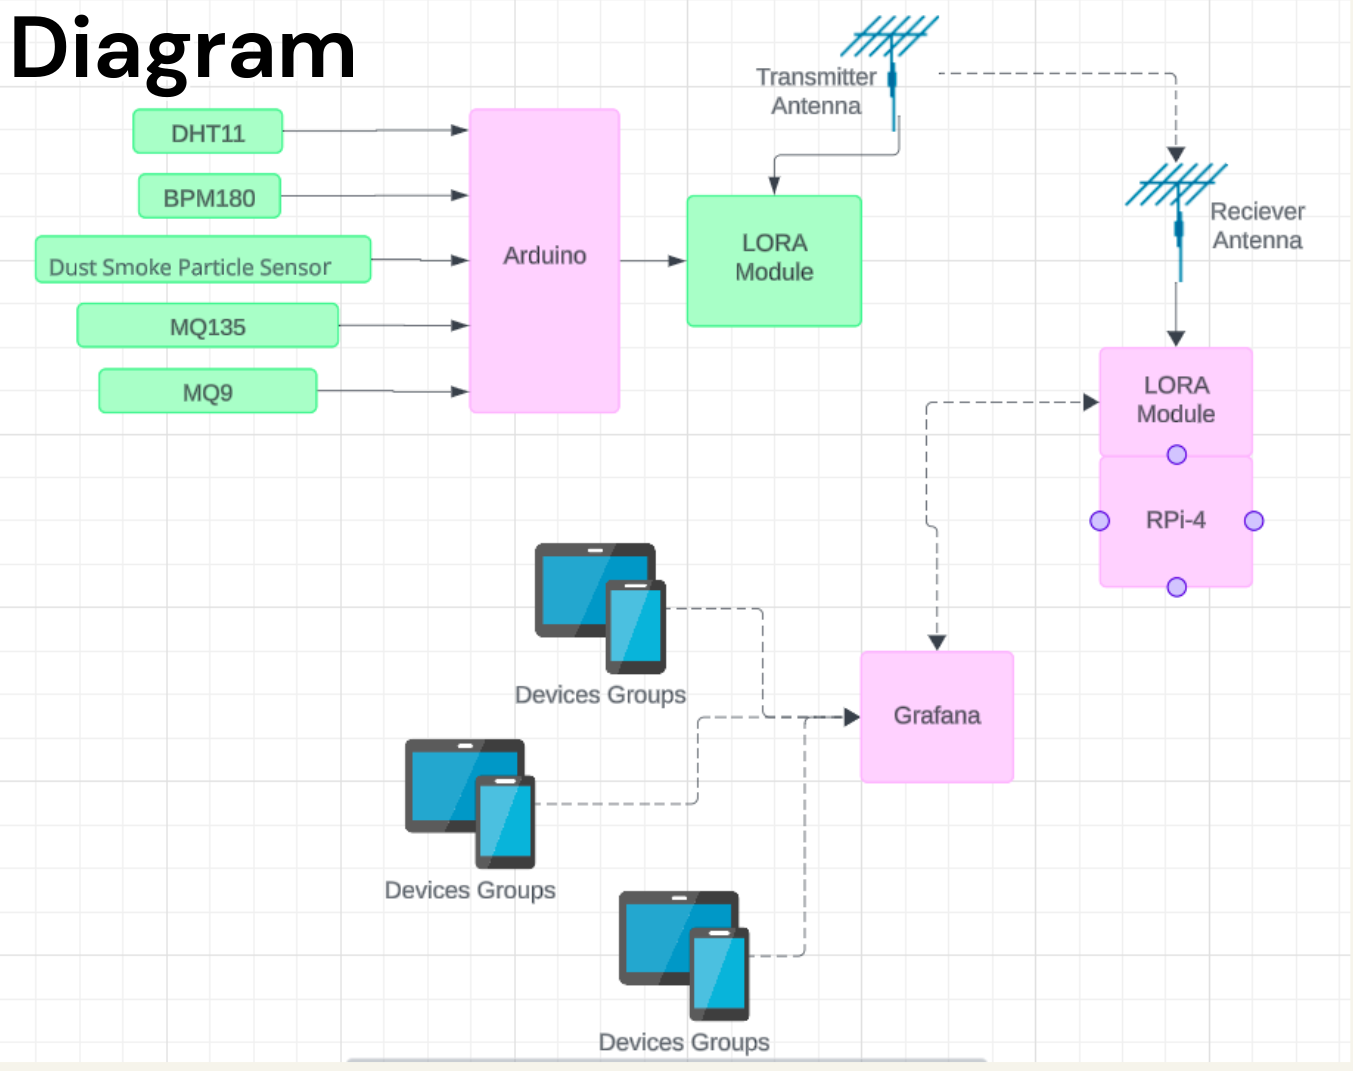 Diagram
Transmitter
Antenna
DHT11
BPM180
Dust Smoke Particle Sensor
MQ135
MQ9
Arduino
LORA
Module
Reciever
Antenna
LORA
Module
RPi-4
Devices Groups
Grafana
Devices Groups
Devices Groups